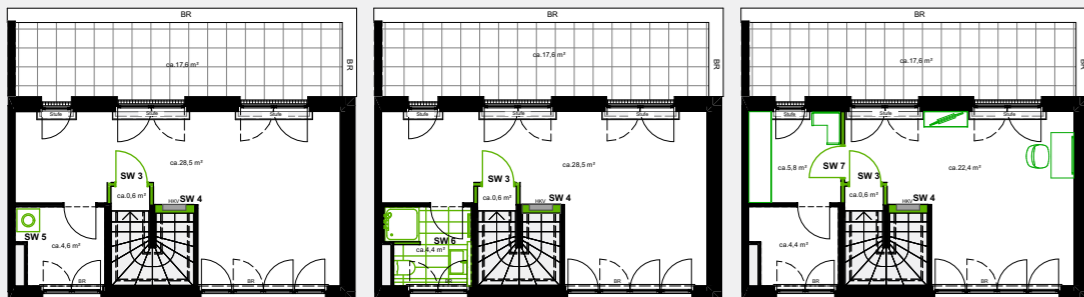 BR
ca.17,6 m²
BR
Stufe
Stufe
Stufe
ca.28,5 m²
SW 3
ca.0,6 m²
SW 4
HKV
SW 5
ca.4,6 m²
BR
BR
BR
ca.17,6 m²
BR
Stufe
Stufe
Stufe
ca.28,5 m²
SW 3
ca.0,6 m²
SW 4
HKV
SW 6
ca.4,4 m²
BR
BR
BR
ca.17,6 m²
BR
Stufe
Stufe
Stufe
ca.5,8 m²
SW 7
SW 3
ca.22,4 m²
ca.0,6 m²
SW 4
HKV
ca.4,4 m²
BR
BR